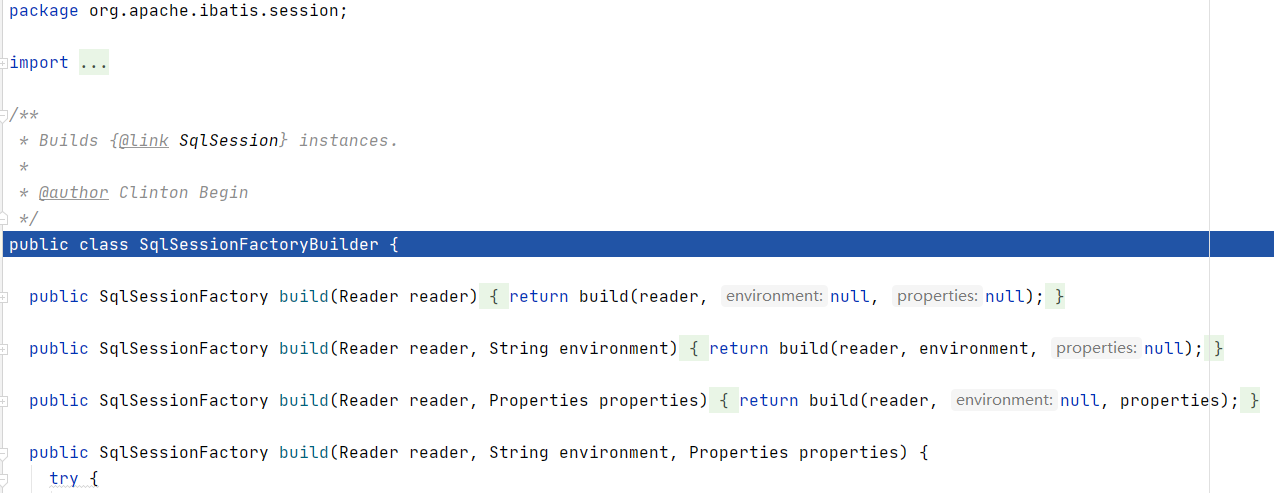 package org.apache.ibatis.session;
import ...
/**
 * Builds {@link SqlSession} instances.
 *
 * @author Clinton Begin
 */
public class SqlSessionFactoryBuilder {
public SqlSessionFactory build(Reader reader) { return build(reader, environment: null, properties: null); }
public SqlSessionFactory build(Reader reader, String environment) { return build(reader, environment, properties: null); }
public SqlSessionFactory build(Reader reader, Properties properties) { return build(reader, environment: null, properties); }
public SqlSessionFactory build(Reader reader, String environment, Properties properties) {
try {